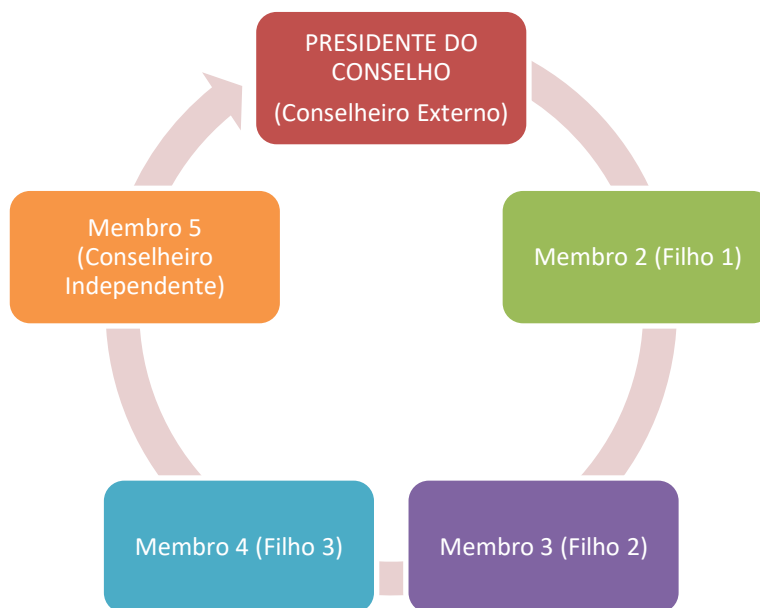 PRESIDENTE DO
CONSELHO
(Conselheiro Externo)
Membro 2 (Filho 1)
Membro 3 (Filho 2)
Membro 4 (Filho 3)
Membro 5
(Conselheiro
Independente)